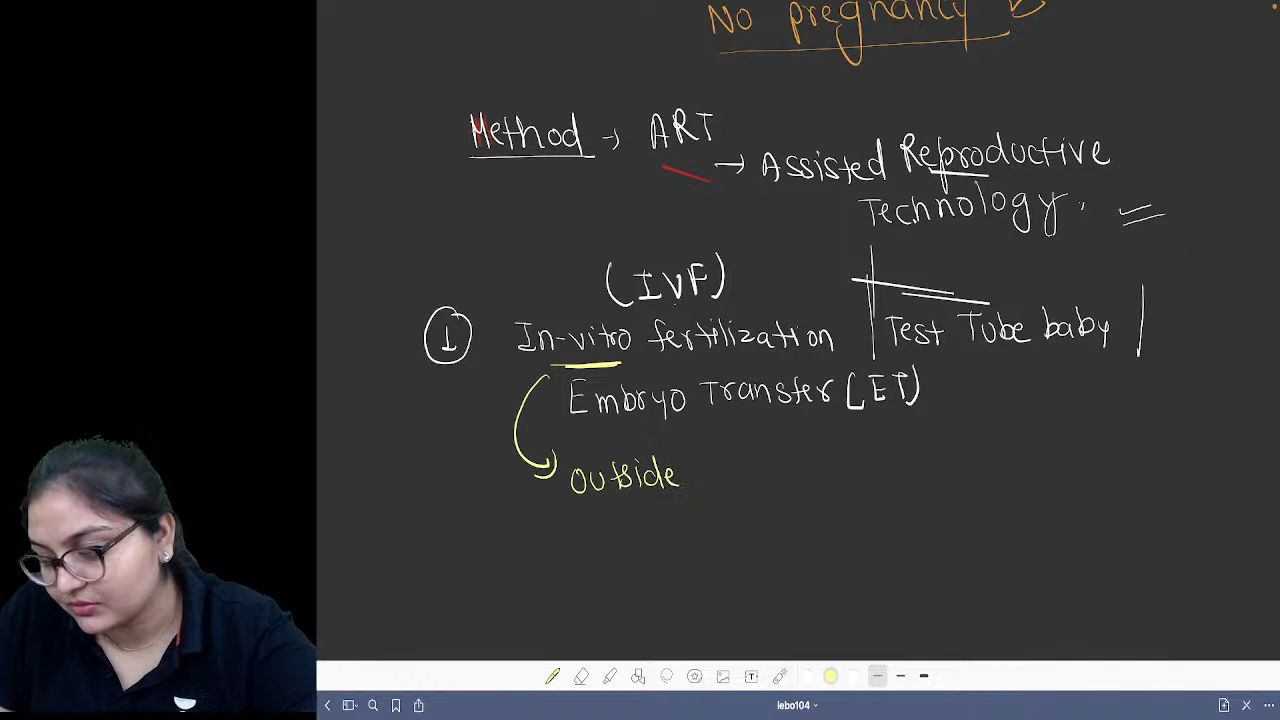 No pregnancy
Method → ART
→ Assisted Reproductive
Technology.
(IVF)
1 In-vitro fertilization | Test Tube baby |
Embryo Transfer [ET)
outside
lebo104